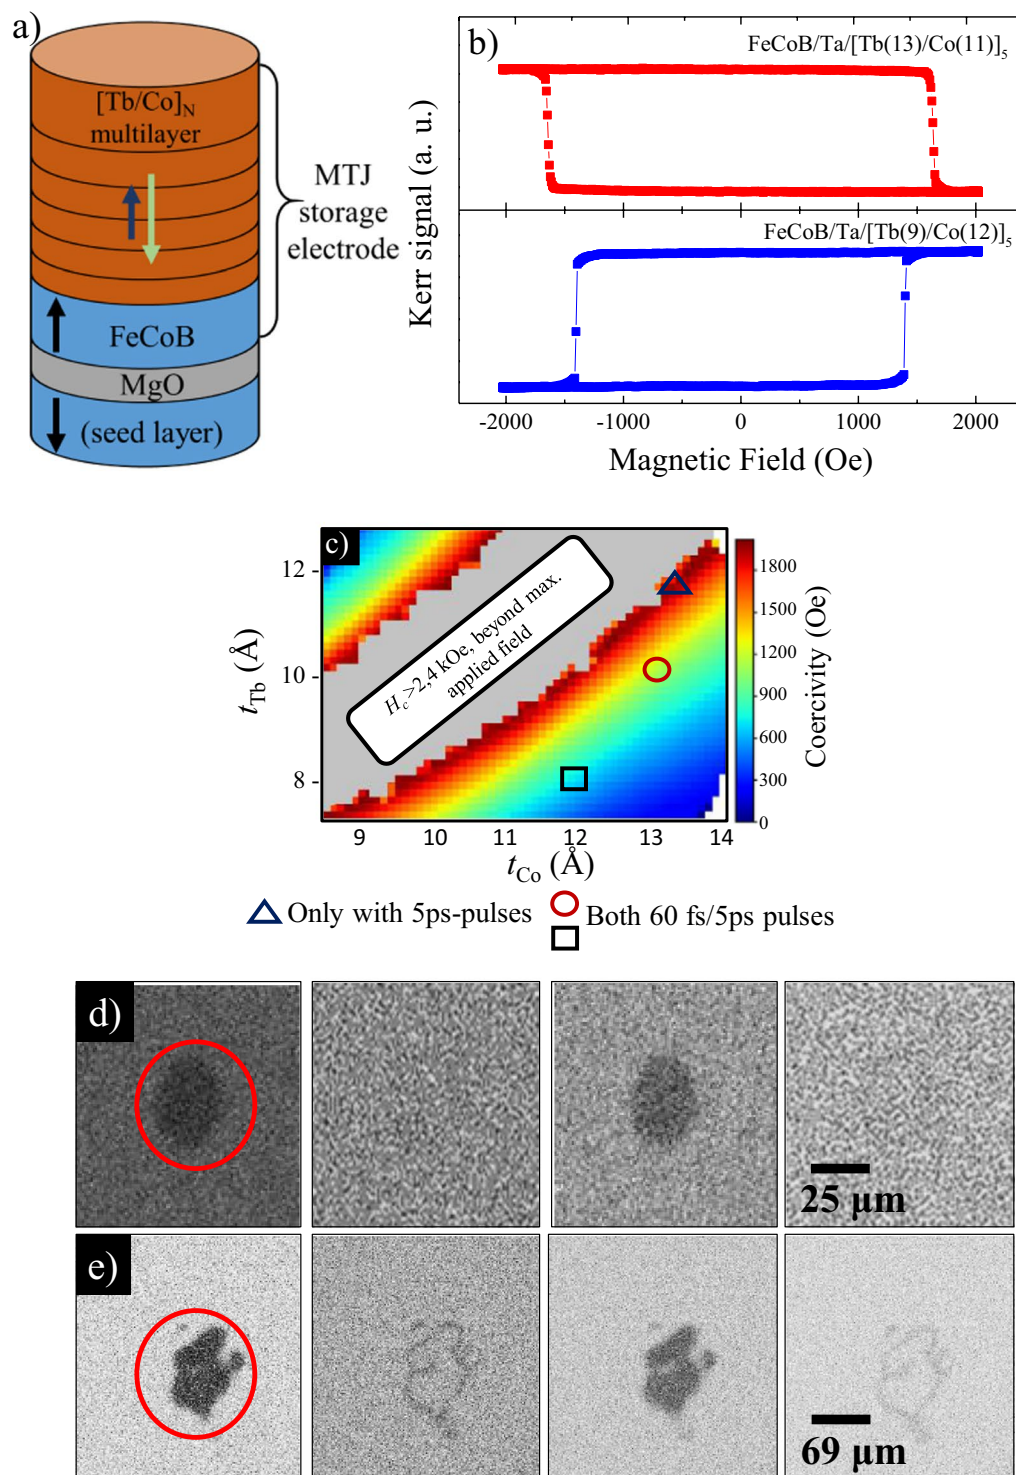 a)
[Tb/Co]N
multilayer
MTJ
storage
electrode
FeCoB
MgO
(seed layer)
b)
FeCoB/Ta/[Tb(13)/Co(11)]5
FeCoB/Ta/[Tb(9)/Co(12)]5
Kerr signal (a. u.)
-2000 -1000 0 1000 2000
Magnetic Field (Oe)
c)
12
10
8
tTb (Å)
Hc>2,4 kOe, beyond max.
applied field
9 10 11 12 13 14
tCo (Å)
1800
1500
1200
900
600
300
0
Coercivity (Oe)
Only with 5ps-pulses
Both 60 fs/5ps pulses
d)
25 µm
e)
69 µm